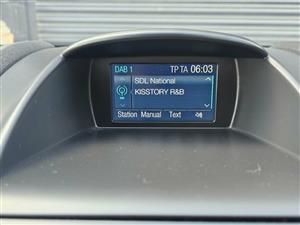 DAB 1 TP TA 06:03
SDL National
KISSTORY R&B
Station Manual Text